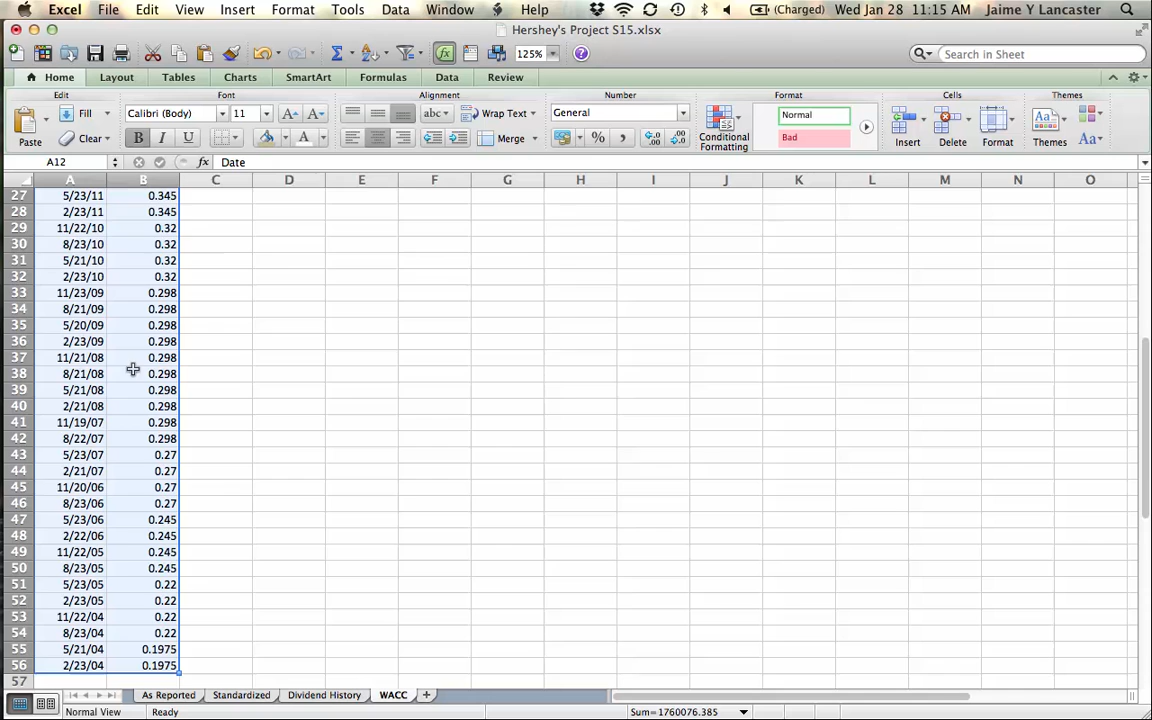 Excel File Edit View Insert Format Tools Data Window Help (Charged) Wed Jan 28 11:15 AM Jaime Y Lancaster
Hershey's Project S15.xlsx
125% Search in Sheet
Home Layout Tables Charts SmartArt Formulas Data Review
Edit Font Alignment Number Format Cells Themes
Fill Calibri (Body) 11 abc Wrap Text General Normal
Paste Clear B I U A Merge % Conditional Formatting Bad Insert Delete Format Themes Aa
A12 fx Date
A B C D E F G H I J K L M N O
27 5/23/11 0.345
28 2/23/11 0.345
29 11/22/10 0.32
30 8/23/10 0.32
31 5/21/10 0.32
32 2/23/10 0.32
33 11/23/09 0.298
34 8/21/09 0.298
35 5/20/09 0.298
36 2/23/09 0.298
37 11/21/08 0.298
38 8/21/08 0.298
39 5/21/08 0.298
40 2/21/08 0.298
41 11/19/07 0.298
42 8/22/07 0.298
43 5/23/07 0.27
44 2/21/07 0.27
45 11/20/06 0.27
46 8/23/06 0.27
47 5/23/06 0.245
48 2/22/06 0.245
49 11/22/05 0.245
50 8/23/05 0.245
51 5/23/05 0.22
52 2/23/05 0.22
53 11/22/04 0.22
54 8/23/04 0.22
55 5/21/04 0.1975
56 2/23/04 0.1975
57
As Reported Standardized Dividend History WACC
Normal View Ready Sum=1760076.385